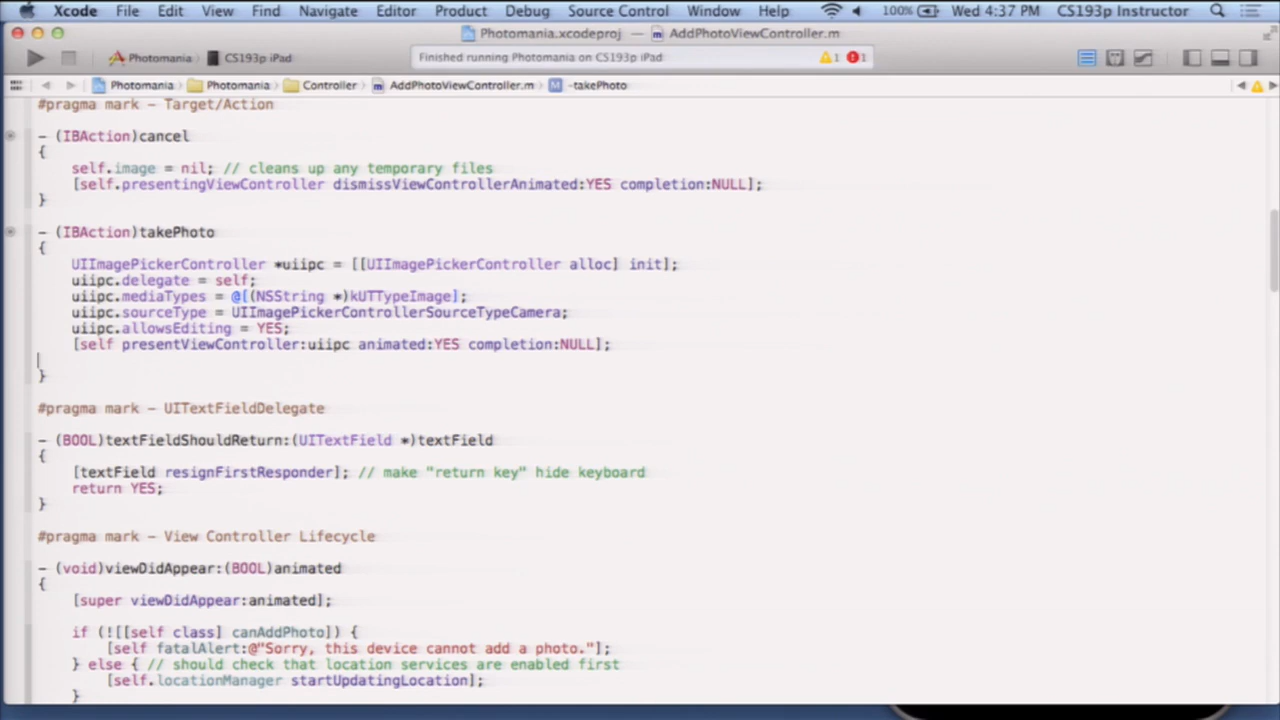 Xcode File Edit View Find Navigate Editor Product Debug Source Control Window Help 100% Wed 4:37 PM CS193p Instructor
Photomania.xcodeproj — AddPhotoViewController.m
Photomania CS193p iPad Finished running Photomania on CS193p iPad 1 1
Photomania Photomania Controller AddPhotoViewController.m M -takePhoto
#pragma mark - Target/Action
- (IBAction)cancel
{
self.image = nil; // cleans up any temporary files
[self.presentingViewController dismissViewControllerAnimated:YES completion:NULL];
}
- (IBAction)takePhoto
{
UIImagePickerController *uiipc = [[UIImagePickerController alloc] init];
uiipc.delegate = self;
uiipc.mediaTypes = @[(NSString *)kUTTypeImage];
uiipc.sourceType = UIImagePickerControllerSourceTypeCamera;
uiipc.allowsEditing = YES;
[self presentViewController:uiipc animated:YES completion:NULL];
}
#pragma mark - UITextFieldDelegate
- (BOOL)textFieldShouldReturn:(UITextField *)textField
{
[textField resignFirstResponder]; // make "return key" hide keyboard
return YES;
}
#pragma mark - View Controller Lifecycle
- (void)viewDidAppear:(BOOL)animated
{
[super viewDidAppear:animated];
if (![[self class] canAddPhoto]) {
[self fatalAlert:@"Sorry, this device cannot add a photo."];
} else { // should check that location services are enabled first
[self.locationManager startUpdatingLocation];
}